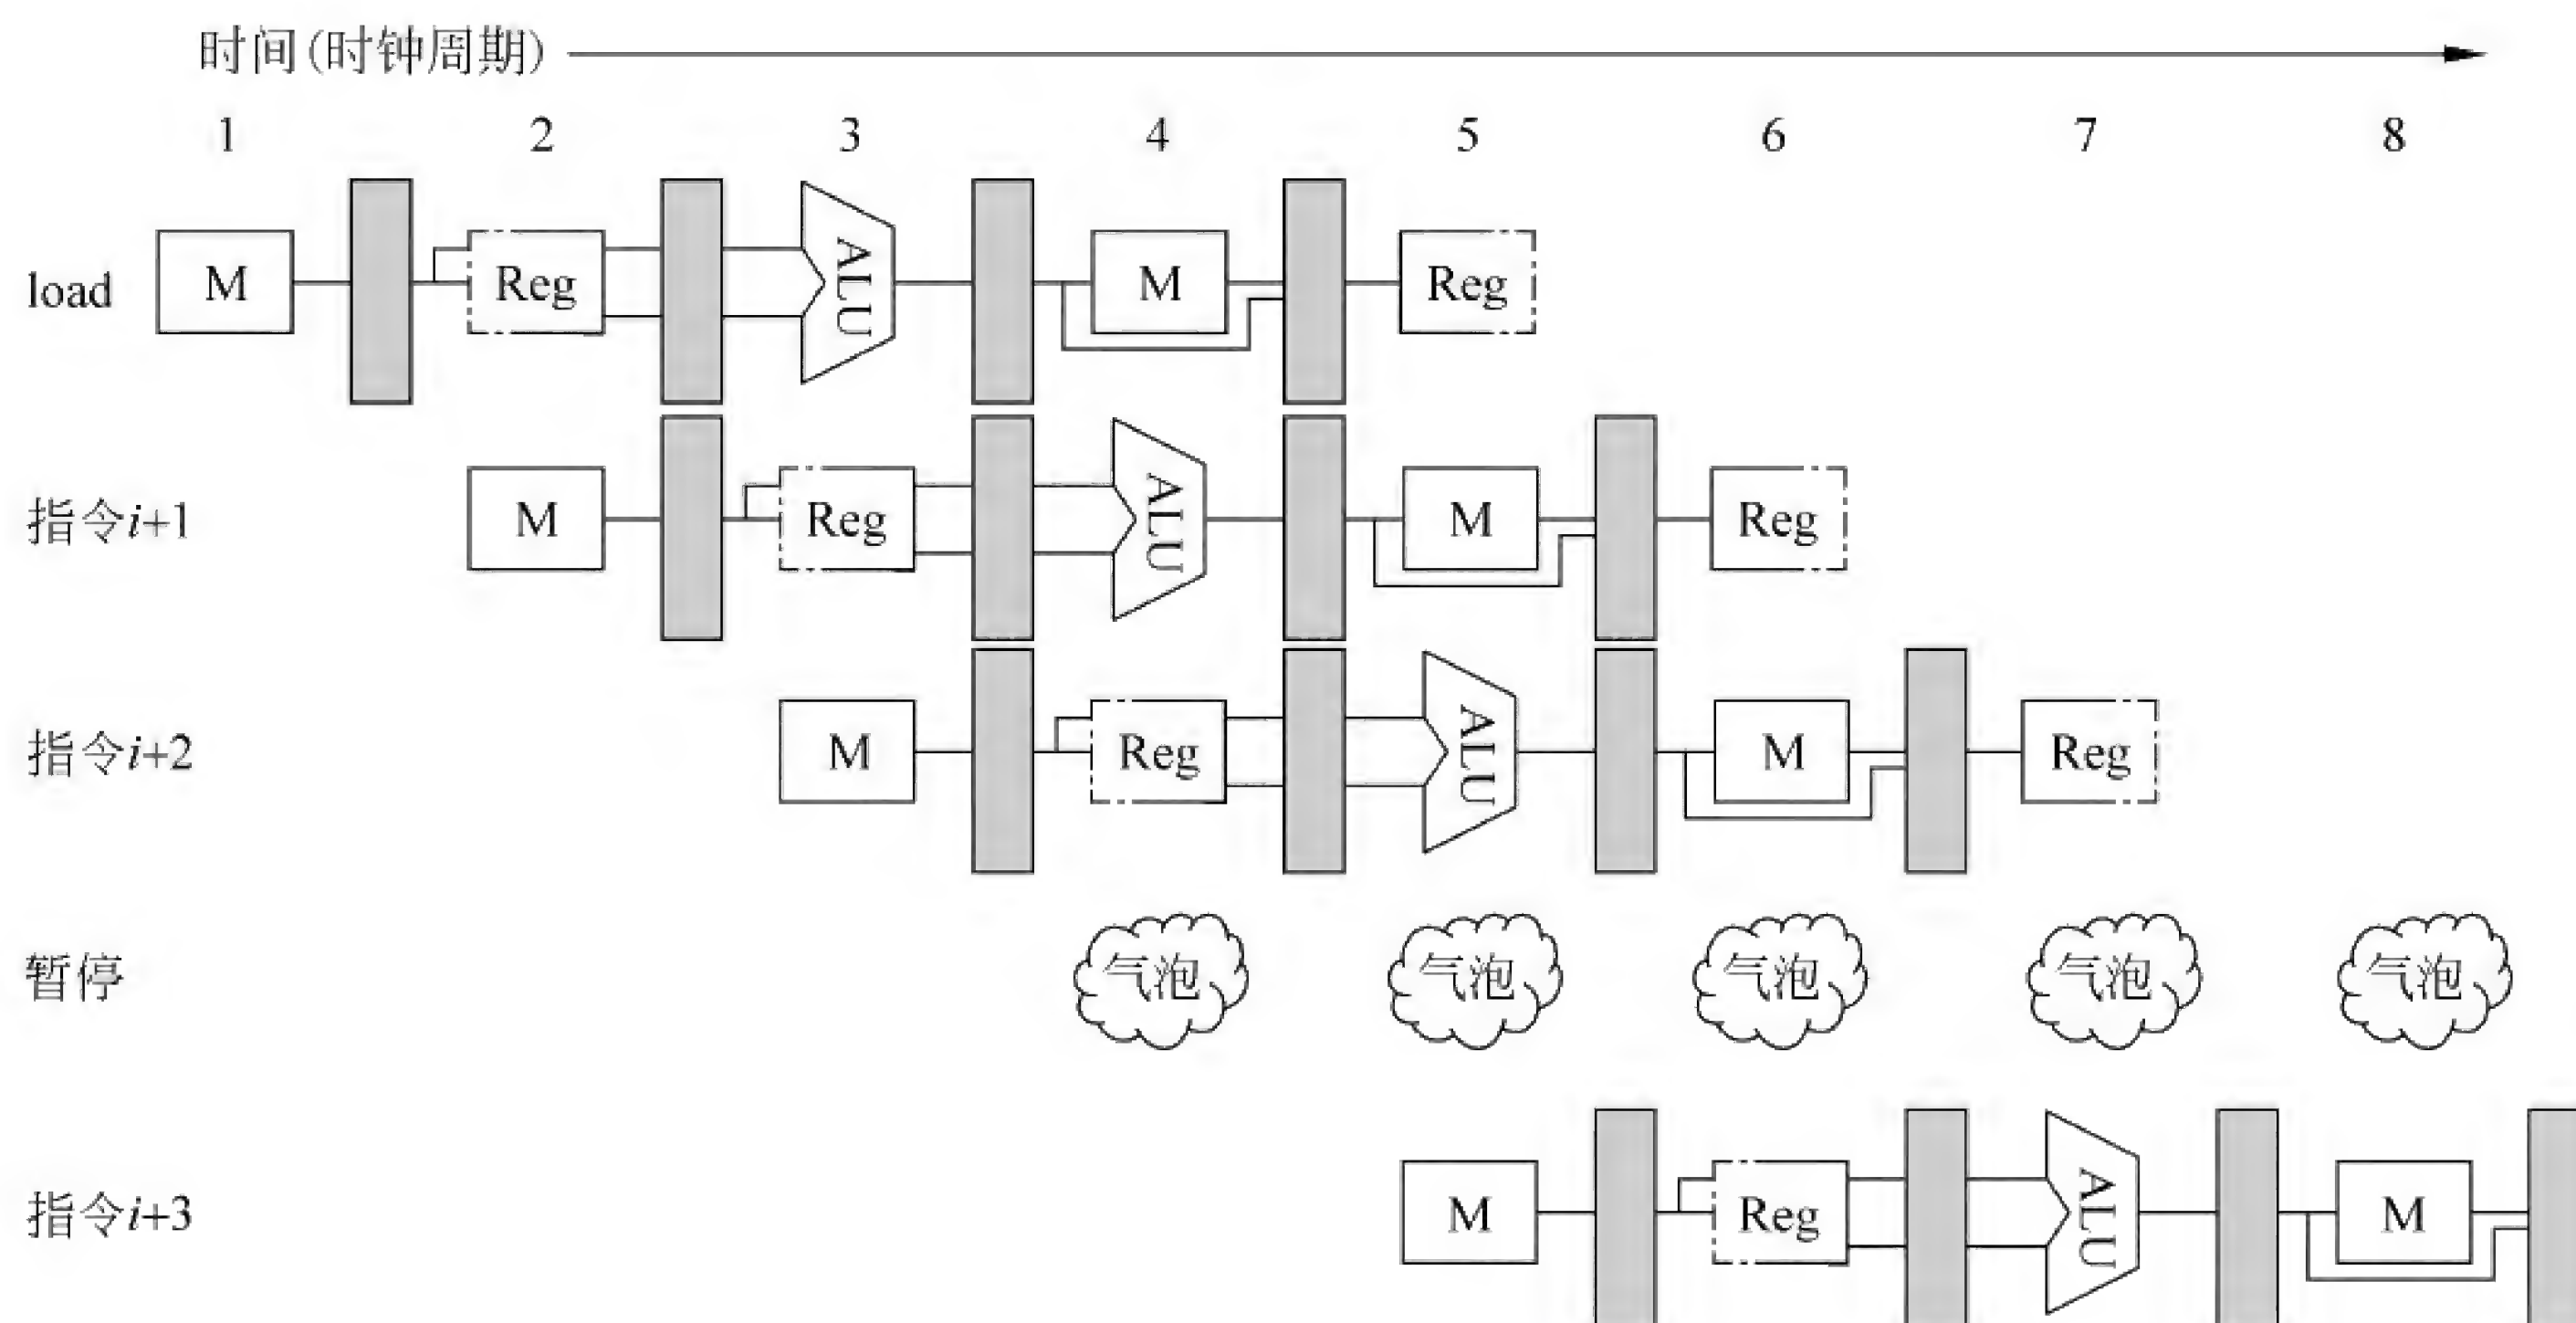 时间(时钟周期)
1 2 3 4 5 6 7 8
load M Reg ALU M Reg
指令i+1 M Reg ALU M Reg
指令i+2 M Reg ALU M Reg
暂停 气泡 气泡 气泡 气泡 气泡
指令i+3 M Reg ALU M